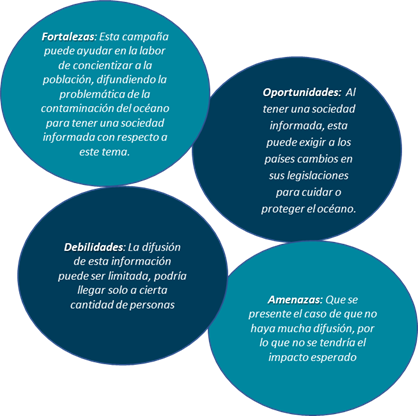 Fortalezas: Esta campaña
puede ayudar en la labor
de concientizar a la
población, difundiendo la
problemática de la
contaminación del océano
para tener una sociedad
informada con respecto a
este tema.
Oportunidades: Al
tener una sociedad
informada, esta
puede exigir a los
países cambios en
sus legislaciones
para cuidar o
proteger el océano.
Debilidades: La difusión
de esta información
puede ser limitada, podría
llegar solo a cierta
cantidad de personas
Amenazas: Que se
presente el caso de que no
haya mucha difusión, por
lo que no se tendría el
impacto esperado